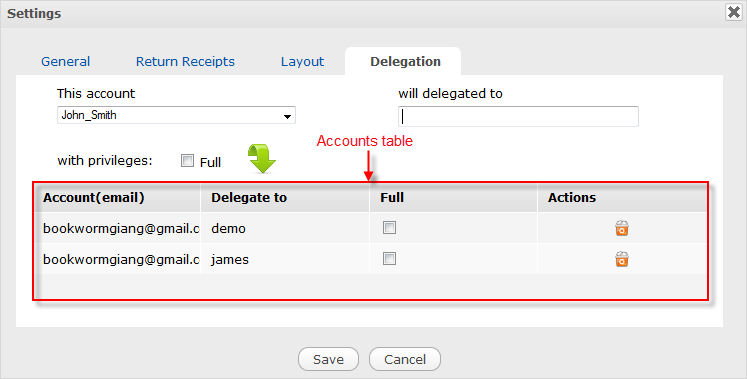 Settings
General Return Receipts Layout Delegation
This account will delegated to
John_Smith
Accounts table
with privileges: Full
Account(email) Delegate to Full Actions
bookwormgiang@gmail.c demo
bookwormgiang@gmail.c james
Save Cancel